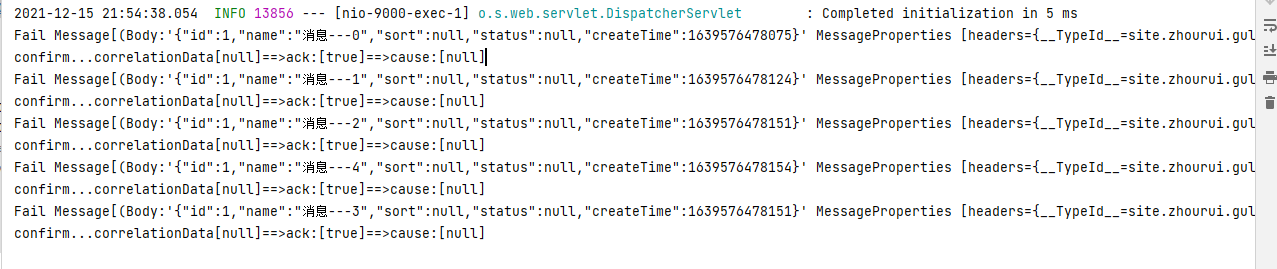 2021-12-15 21:54:38.054  INFO 13856 --- [nio-9000-exec-1] o.s.web.servlet.DispatcherServlet        : Completed initialization in 5 ms
Fail Message[(Body:'{"id":1,"name":"消息---0","sort":null,"status":null,"createTime":1639576478075}' MessageProperties [headers={__TypeId__=site.zhourui.gul
confirm...correlationData[null]==>ack:[true]==>cause:[null]
Fail Message[(Body:'{"id":1,"name":"消息---1","sort":null,"status":null,"createTime":1639576478124}' MessageProperties [headers={__TypeId__=site.zhourui.gul
confirm...correlationData[null]==>ack:[true]==>cause:[null]
Fail Message[(Body:'{"id":1,"name":"消息---2","sort":null,"status":null,"createTime":1639576478151}' MessageProperties [headers={__TypeId__=site.zhourui.gul
confirm...correlationData[null]==>ack:[true]==>cause:[null]
Fail Message[(Body:'{"id":1,"name":"消息---4","sort":null,"status":null,"createTime":1639576478154}' MessageProperties [headers={__TypeId__=site.zhourui.gul
confirm...correlationData[null]==>ack:[true]==>cause:[null]
Fail Message[(Body:'{"id":1,"name":"消息---3","sort":null,"status":null,"createTime":1639576478151}' MessageProperties [headers={__TypeId__=site.zhourui.gul
confirm...correlationData[null]==>ack:[true]==>cause:[null]